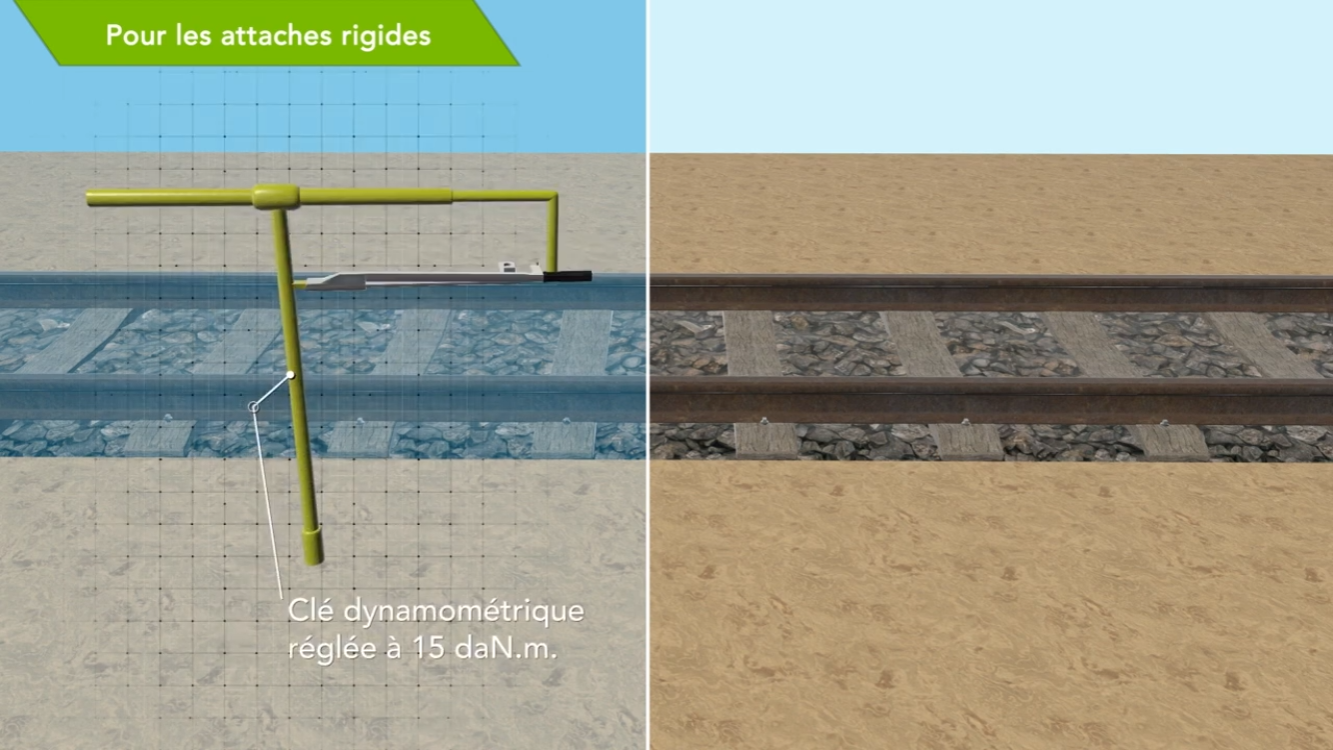 Pour les attaches rigides
Clé dynamométrique
réglée à 15 daN.m.